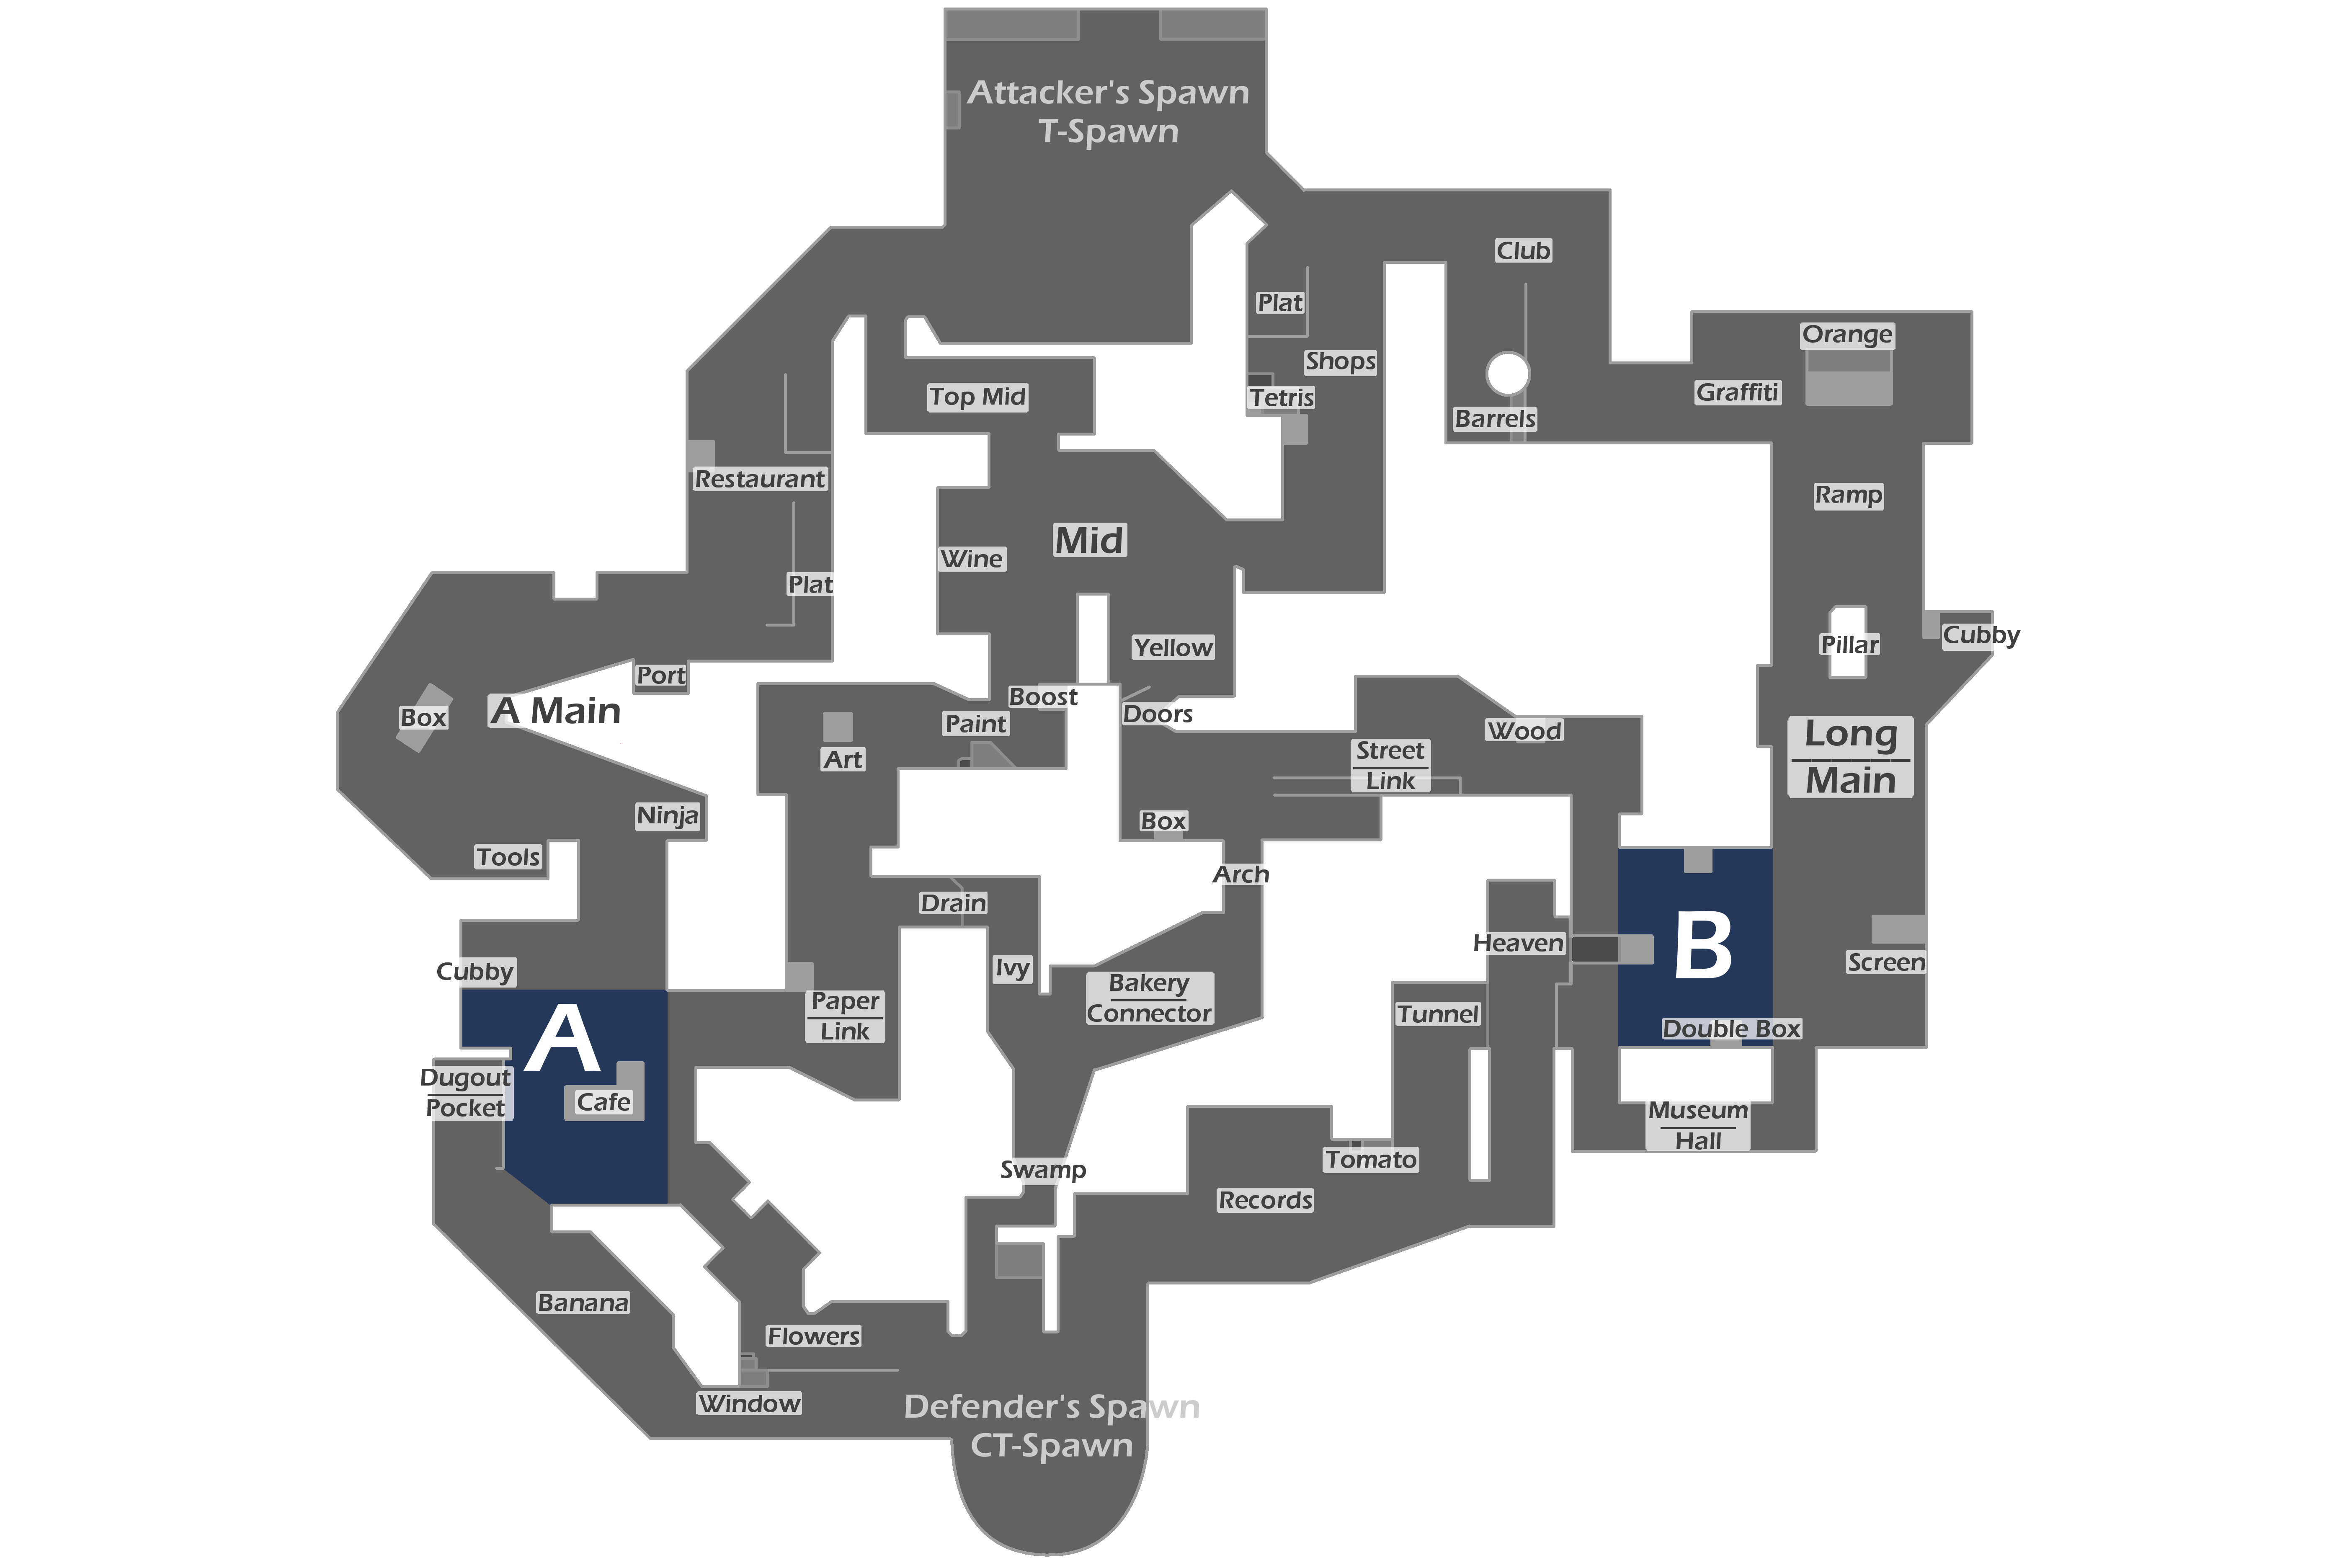 Attacker's Spawn
T-Spawn
Club
Plat
Orange
Shops
Graffiti
Top Mid
Tetris
Barrels
Restaurant
Ramp
Mid
Wine
Plat
Cubby
Pillar
Yellow
Port
Boost
A Main
Box
Paint
Doors
Wood
Long
Main
Street
Link
Art
Ninja
Box
Tools
Arch
Drain
Heaven
B
Screen
Cubby
Ivy
Bakery
Connector
Paper
Link
Tunnel
Double Box
A
Dugout
Pocket
Cafe
Museum
Hall
Tomato
Swamp
Records
Banana
Flowers
Window
Defender's Spawn
CT-Spawn